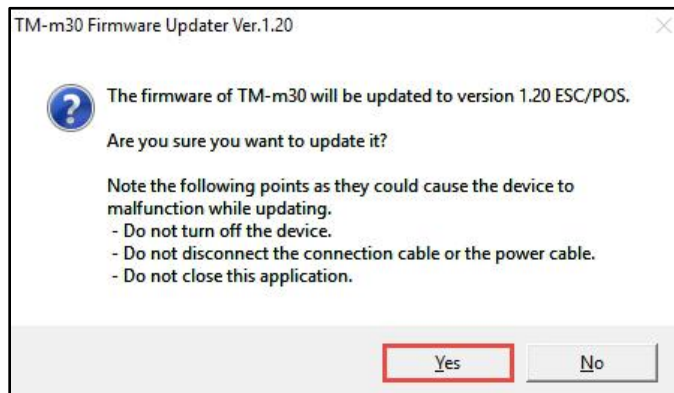 TM-m30 Firmware Updater Ver.1.20
The firmware of TM-m30 will be updated to version 1.20 ESC/POS.
Are you sure you want to update it?
Note the following points as they could cause the device to
malfunction while updating.
- Do not turn off the device.
- Do not disconnect the connection cable or the power cable.
- Do not close this application.
Yes
No